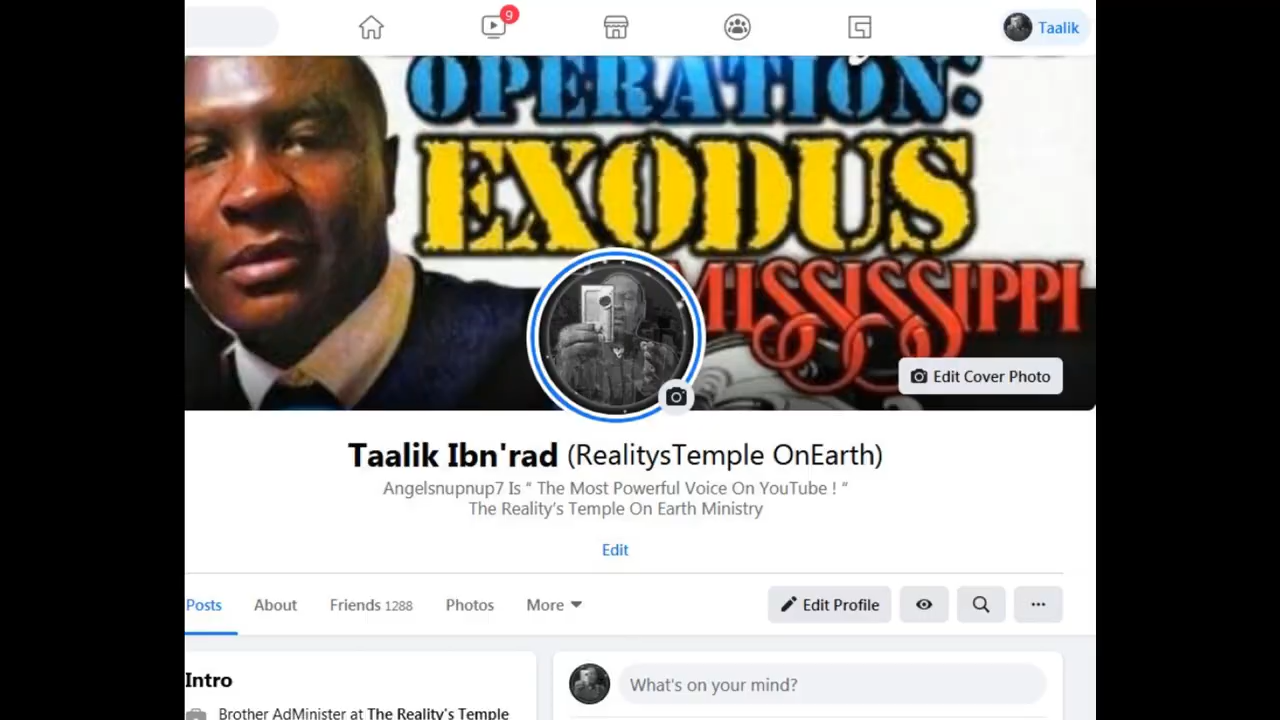 9
Taalik
OPERATION:
EXODUS
MISSISSIPPI
Edit Cover Photo
Taalik Ibn'rad (RealitysTemple OnEarth)
Angelsnupnup7 Is “ The Most Powerful Voice On YouTube ! “
The Reality's Temple On Earth Ministry
Edit
Posts About Friends 1288 Photos More Edit Profile ...
Intro
What's on your mind?
Brother AdMinister at The Reality's Temple